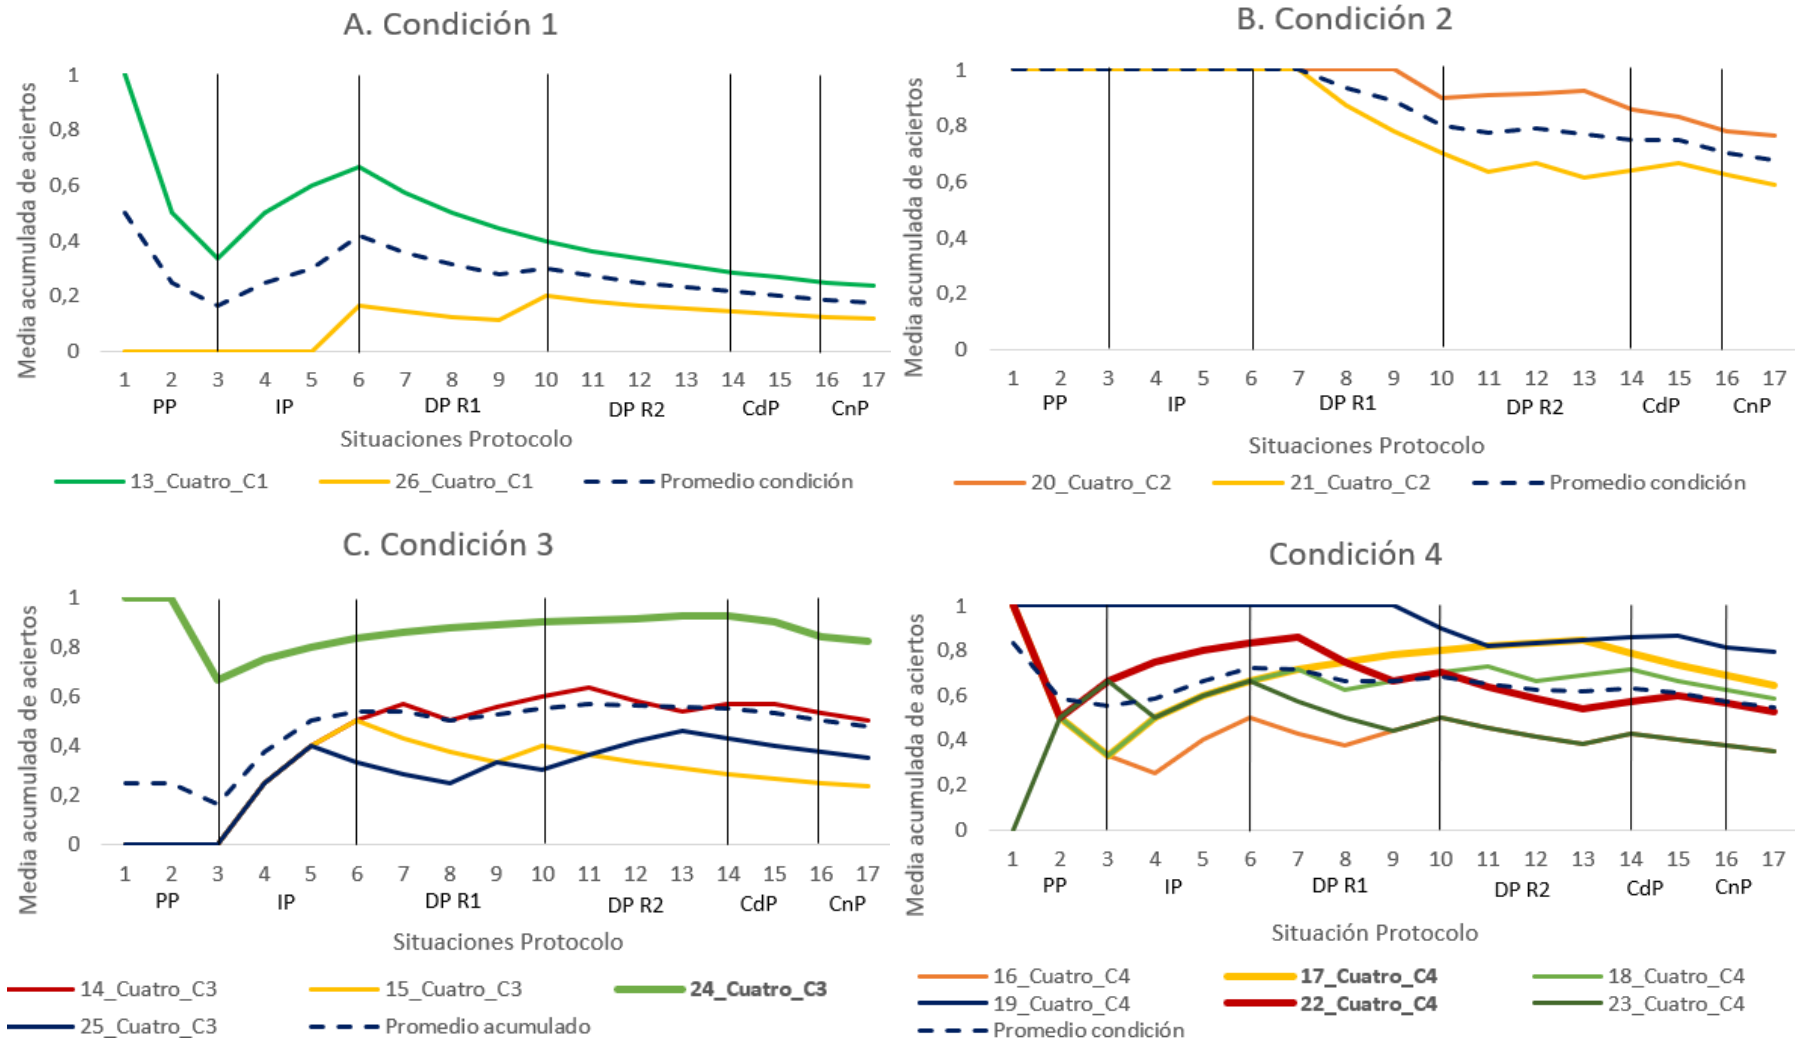 A. Condición 1
Media acumulada de aciertos
1
0,8
0,6
0,4
0,2
0
1 2 3 4 5 6 7 8 9 10 11 12 13 14 15 16 17
PP IP DP R1 DP R2 CdP CnP
Situaciones Protocolo
13_Cuatro_C1 26_Cuatro_C1 Promedio condición
B. Condición 2
Media acumulada de aciertos
1
0,8
0,6
0,4
0,2
0
1 2 3 4 5 6 7 8 9 10 11 12 13 14 15 16 17
PP IP DP R1 DP R2 CdP CnP
Situaciones Protocolo
20_Cuatro_C2 21_Cuatro_C2 Promedio condición
C. Condición 3
Media acumulada de aciertos
1
0,8
0,6
0,4
0,2
0
1 2 3 4 5 6 7 8 9 10 11 12 13 14 15 16 17
PP IP DP R1 DP R2 CdP CnP
Situaciones Protocolo
14_Cuatro_C3 15_Cuatro_C3 24_Cuatro_C3
25_Cuatro_C3 Promedio acumulado
Condición 4
Media acumulada de aciertos
1
0,8
0,6
0,4
0,2
0
1 2 3 4 5 6 7 8 9 10 11 12 13 14 15 16 17
PP IP DP R1 DP R2 CdP CnP
Situación Protocolo
16_Cuatro_C4 17_Cuatro_C4 18_Cuatro_C4
19_Cuatro_C4 22_Cuatro_C4 23_Cuatro_C4
Promedio condición